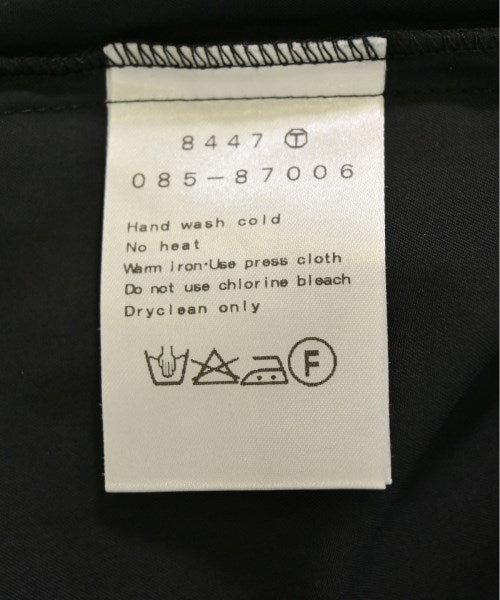 8447 Ⓣ
085-87006
Hand wash cold
No heat
Warm iron·Use press cloth
Do not use chlorine bleach
Dryclean only
F